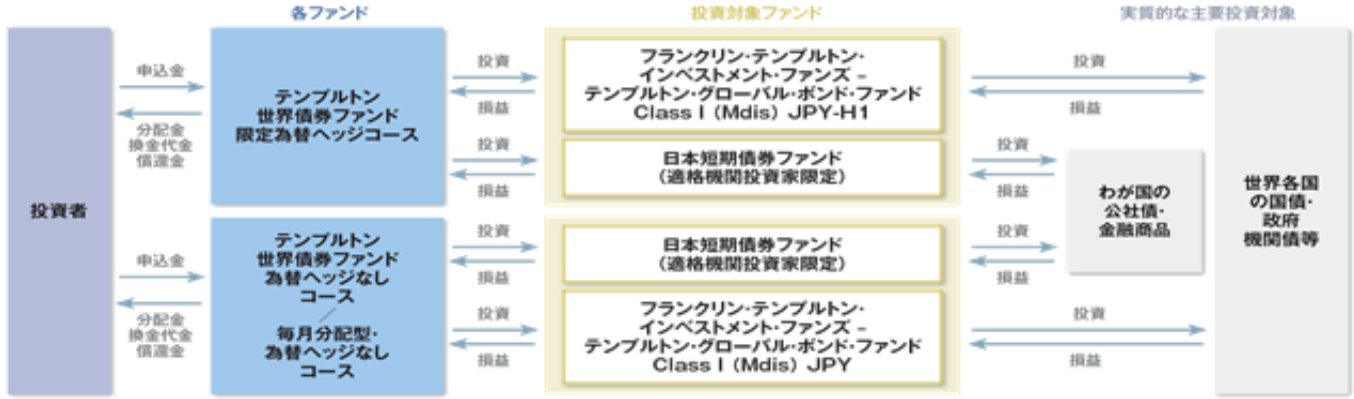 各ファンド
投資対象ファンド
実質的な主要投資対象
投資者
申込金
分配金
換金代金
償還金
テンプルトン
世界債券ファンド
限定為替ヘッジコース
投資
損益
フランクリン・テンプルトン・
インベストメント・ファンズ –
テンプルトン・グローバル・ボンド・ファンド
Class I (Mdis) JPY-H1
投資
損益
投資
損益
日本短期債券ファンド
(適格機関投資家限定)
投資
損益
申込金
分配金
換金代金
償還金
テンプルトン
世界債券ファンド
為替ヘッジなし
コース
/
毎月分配型・
為替ヘッジなし
コース
投資
損益
日本短期債券ファンド
(適格機関投資家限定)
投資
損益
投資
損益
フランクリン・テンプルトン・
インベストメント・ファンズ –
テンプルトン・グローバル・ボンド・ファンド
Class I (Mdis) JPY
投資
損益
わが国の
公社債・
金融商品
世界各国
の国債・
政府
機関債等